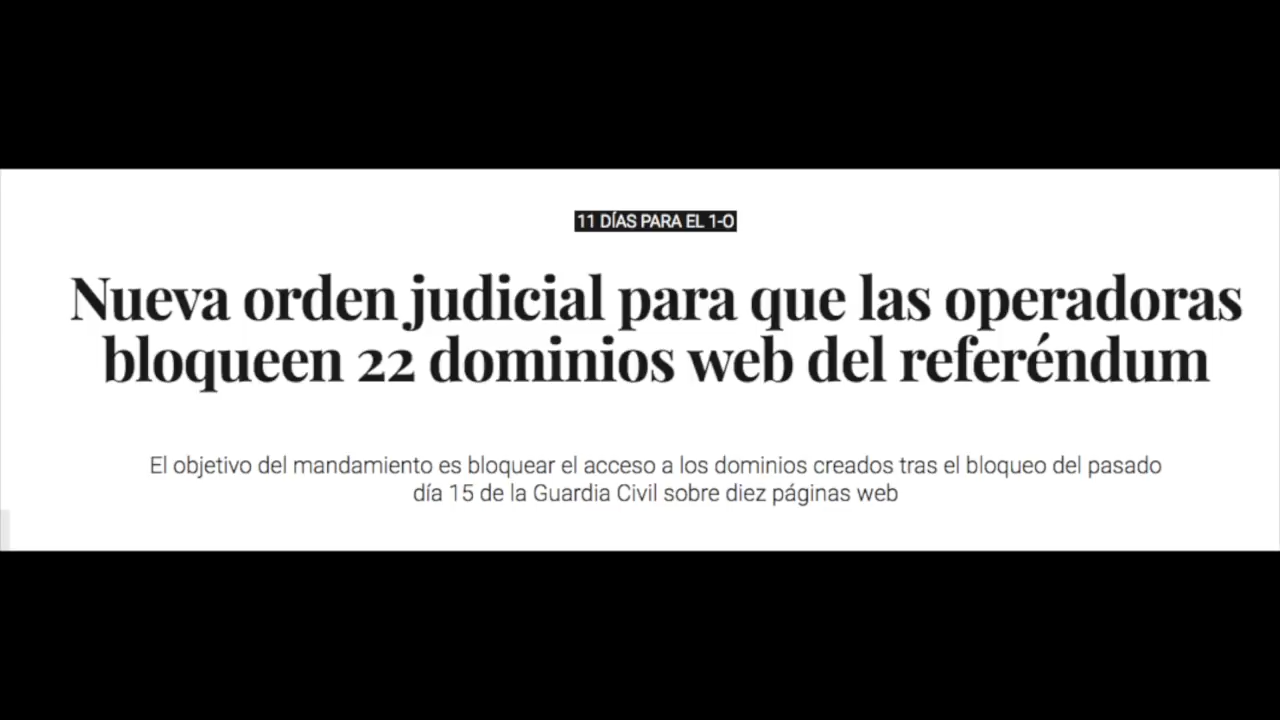 11 DÍAS PARA EL 1-O
Nueva orden judicial para que las operadoras
bloqueen 22 dominios web del referéndum
El objetivo del mandamiento es bloquear el acceso a los dominios creados tras el bloqueo del pasado
día 15 de la Guardia Civil sobre diez páginas web